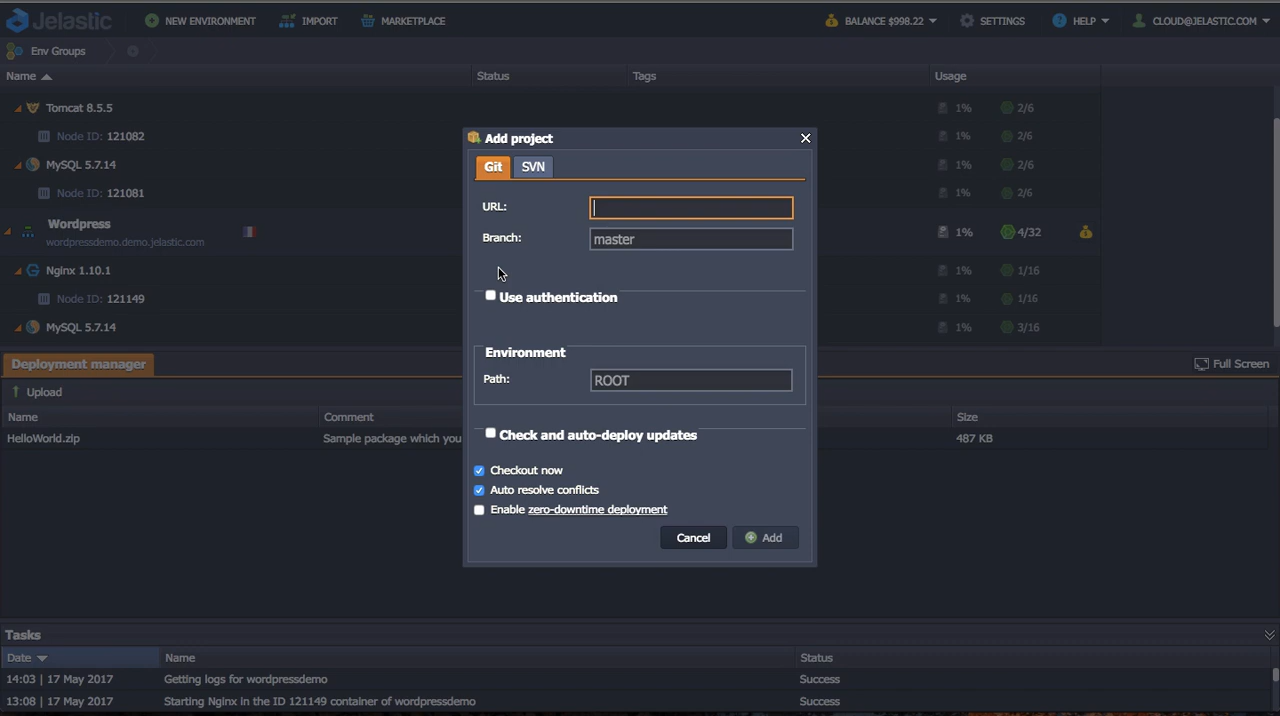 Jelastic NEW ENVIRONMENT IMPORT MARKETPLACE BALANCE $998.22 SETTINGS HELP CLOUD@JELASTIC.COM
Env Groups
Name Status Tags Usage
Tomcat 8.5.5 1% 2/6
Node ID: 121082 1% 2/6
MySQL 5.7.14 1% 2/6
Node ID: 121081 1% 2/6
Wordpress
wordpressdemo.demo.jelastic.com 1% 4/32
Nginx 1.10.1 1% 1/16
Node ID: 121149 1% 1/16
MySQL 5.7.14 1% 3/16
Add project
Git SVN
URL:
Branch: master
Use authentication
Environment
Path: ROOT
Check and auto-deploy updates
Checkout now
Auto resolve conflicts
Enable zero-downtime deployment
Cancel Add
Deployment manager Full Screen
Upload
Name Comment Size
HelloWorld.zip Sample package which you 487 KB
Tasks
Date Name Status
14:03 | 17 May 2017 Getting logs for wordpressdemo Success
13:08 | 17 May 2017 Starting Nginx in the ID 121149 container of wordpressdemo Success